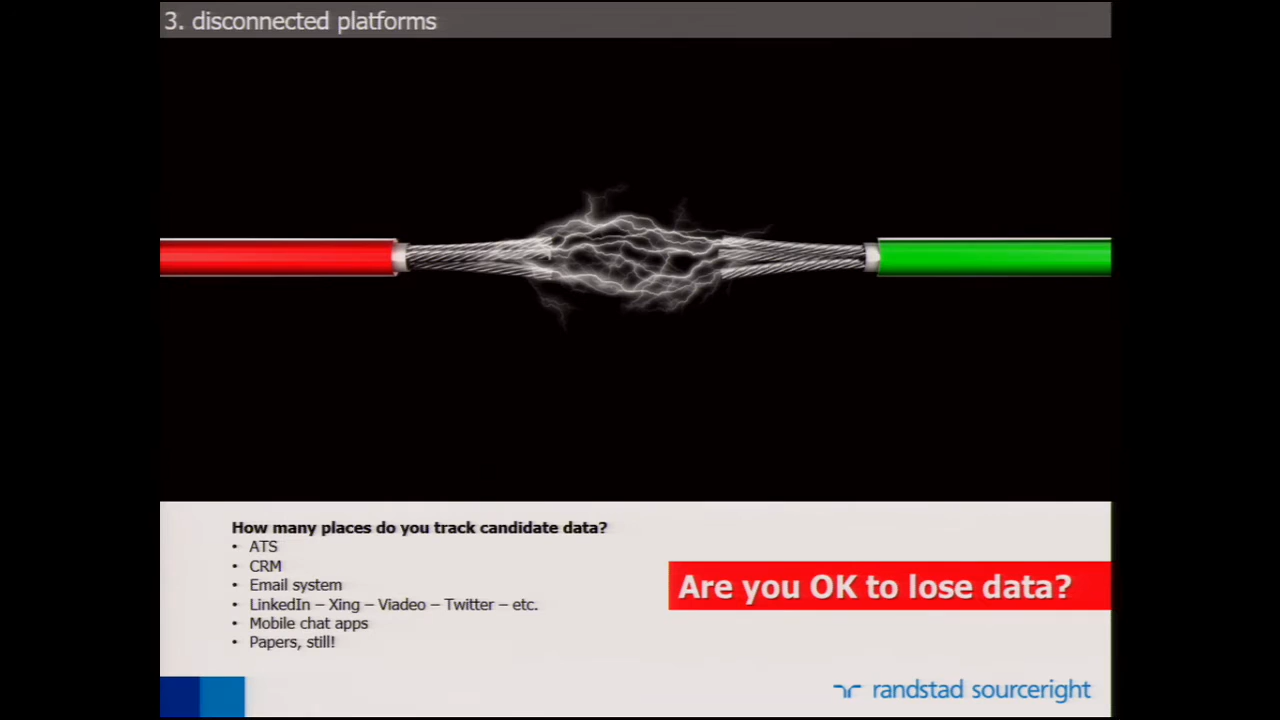 3. disconnected platforms
How many places do you track candidate data?
• ATS
• CRM
• Email system
• LinkedIn – Xing – Viadeo – Twitter – etc.
• Mobile chat apps
• Papers, still!
Are you OK to lose data?
randstad sourceright